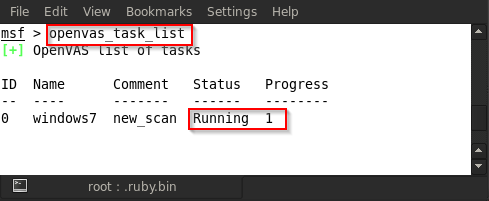 File Edit View Bookmarks Settings Help
msf > openvas_task_list
[+] OpenVAS list of tasks
ID Name Comment Status Progress
-- ---- ------- ------ --------
0 windows7 new_scan Running 1
root : .ruby.bin